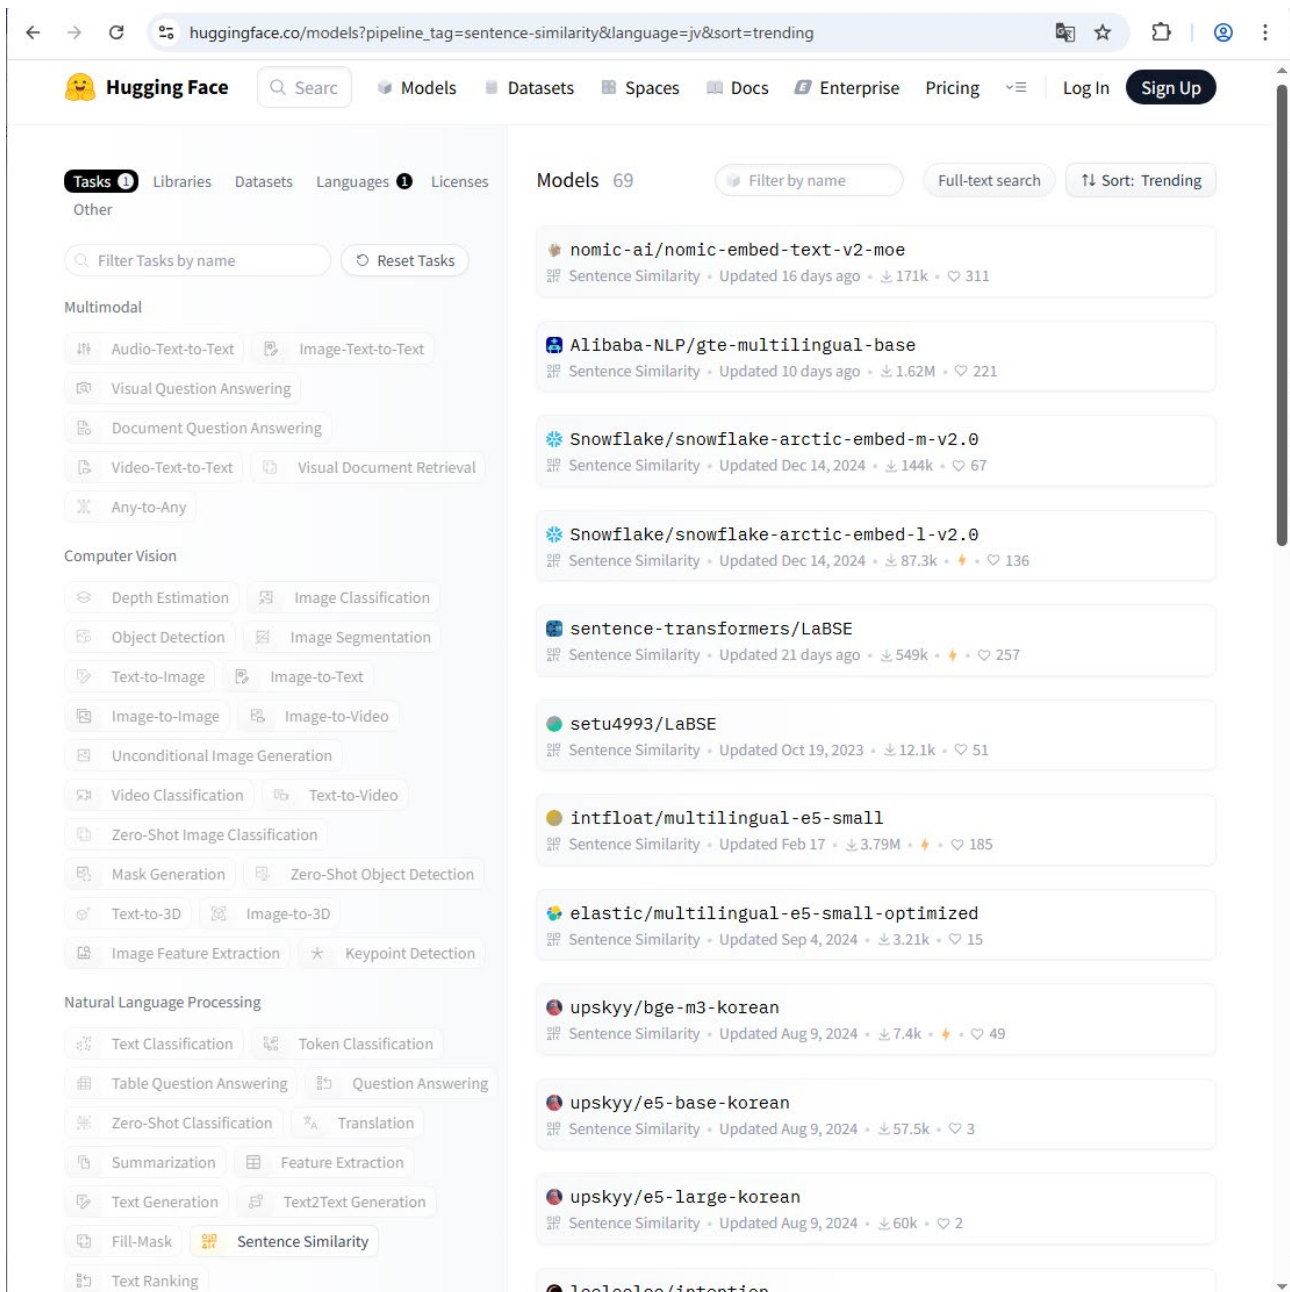 huggingface.co/models?pipeline_tag=sentence-similarity&language=jv&sort=trending
Hugging Face Searc Models Datasets Spaces Docs Enterprise Pricing Log In Sign Up
Tasks 1 Libraries Datasets Languages 1 Licenses
Other
Filter Tasks by name Reset Tasks
Multimodal
Audio-Text-to-Text Image-Text-to-Text
Visual Question Answering
Document Question Answering
Video-Text-to-Text Visual Document Retrieval
Any-to-Any
Computer Vision
Depth Estimation Image Classification
Object Detection Image Segmentation
Text-to-Image Image-to-Text
Image-to-Image Image-to-Video
Unconditional Image Generation
Video Classification Text-to-Video
Zero-Shot Image Classification
Mask Generation Zero-Shot Object Detection
Text-to-3D Image-to-3D
Image Feature Extraction Keypoint Detection
Natural Language Processing
Text Classification Token Classification
Table Question Answering Question Answering
Zero-Shot Classification Translation
Summarization Feature Extraction
Text Generation Text2Text Generation
Fill-Mask Sentence Similarity
Text Ranking
Models 69 Filter by name Full-text search Sort: Trending
nomic-ai/nomic-embed-text-v2-moe
Sentence Similarity • Updated 16 days ago • 171k • 311
Alibaba-NLP/gte-multilingual-base
Sentence Similarity • Updated 10 days ago • 1.62M • 221
Snowflake/snowflake-arctic-embed-m-v2.0
Sentence Similarity • Updated Dec 14, 2024 • 144k • 67
Snowflake/snowflake-arctic-embed-l-v2.0
Sentence Similarity • Updated Dec 14, 2024 • 87.3k • 136
sentence-transformers/LaBSE
Sentence Similarity • Updated 21 days ago • 549k • 257
setu4993/LaBSE
Sentence Similarity • Updated Oct 19, 2023 • 12.1k • 51
intfloat/multilingual-e5-small
Sentence Similarity • Updated Feb 17 • 3.79M • 185
elastic/multilingual-e5-small-optimized
Sentence Similarity • Updated Sep 4, 2024 • 3.21k • 15
upskyy/bge-m3-korean
Sentence Similarity • Updated Aug 9, 2024 • 7.4k • 49
upskyy/e5-base-korean
Sentence Similarity • Updated Aug 9, 2024 • 57.5k • 3
upskyy/e5-large-korean
Sentence Similarity • Updated Aug 9, 2024 • 60k • 2